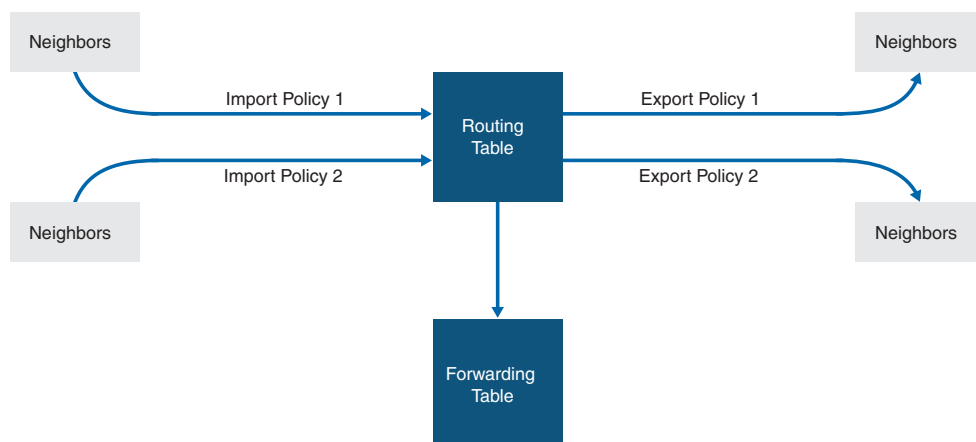 Neighbors
Neighbors
Import Policy 1
Export Policy 1
Routing
Table
Import Policy 2
Export Policy 2
Neighbors
Neighbors
Forwarding
Table